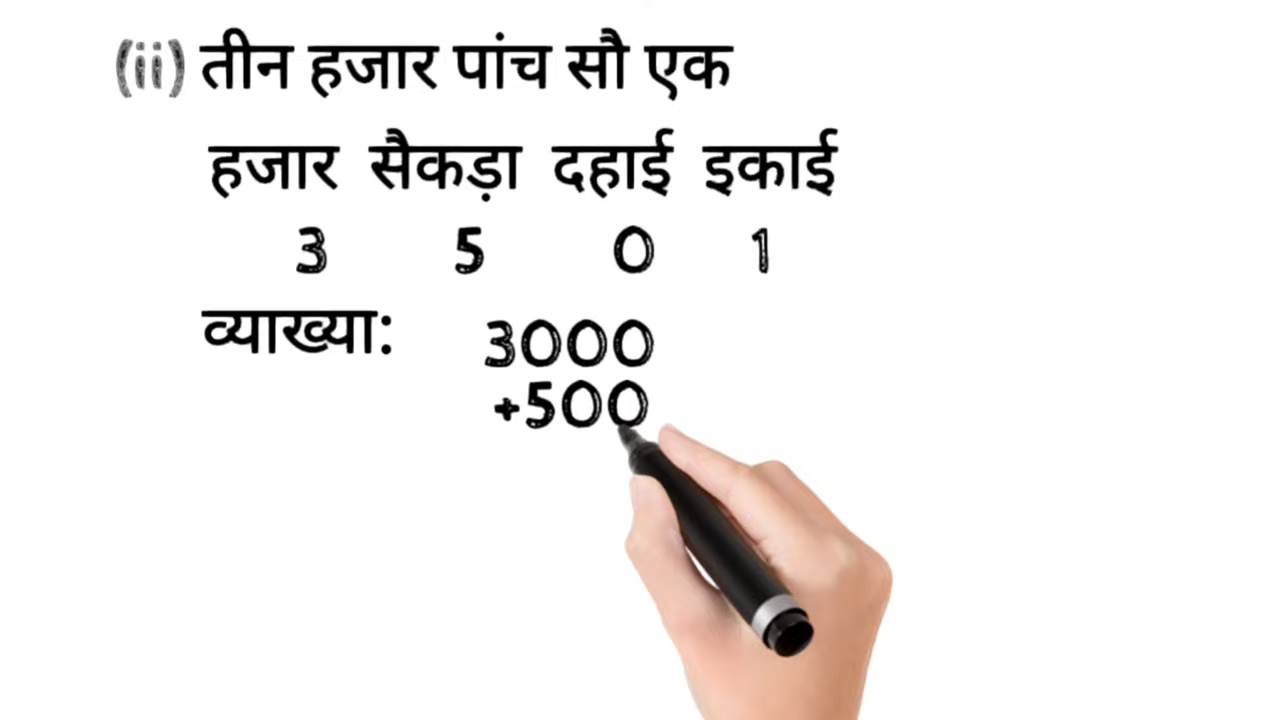 (ii) तीन हजार पांच सौ एक
हजार सैकड़ा दहाई इकाई
3 5 0 1
व्याख्या: 3000
+500